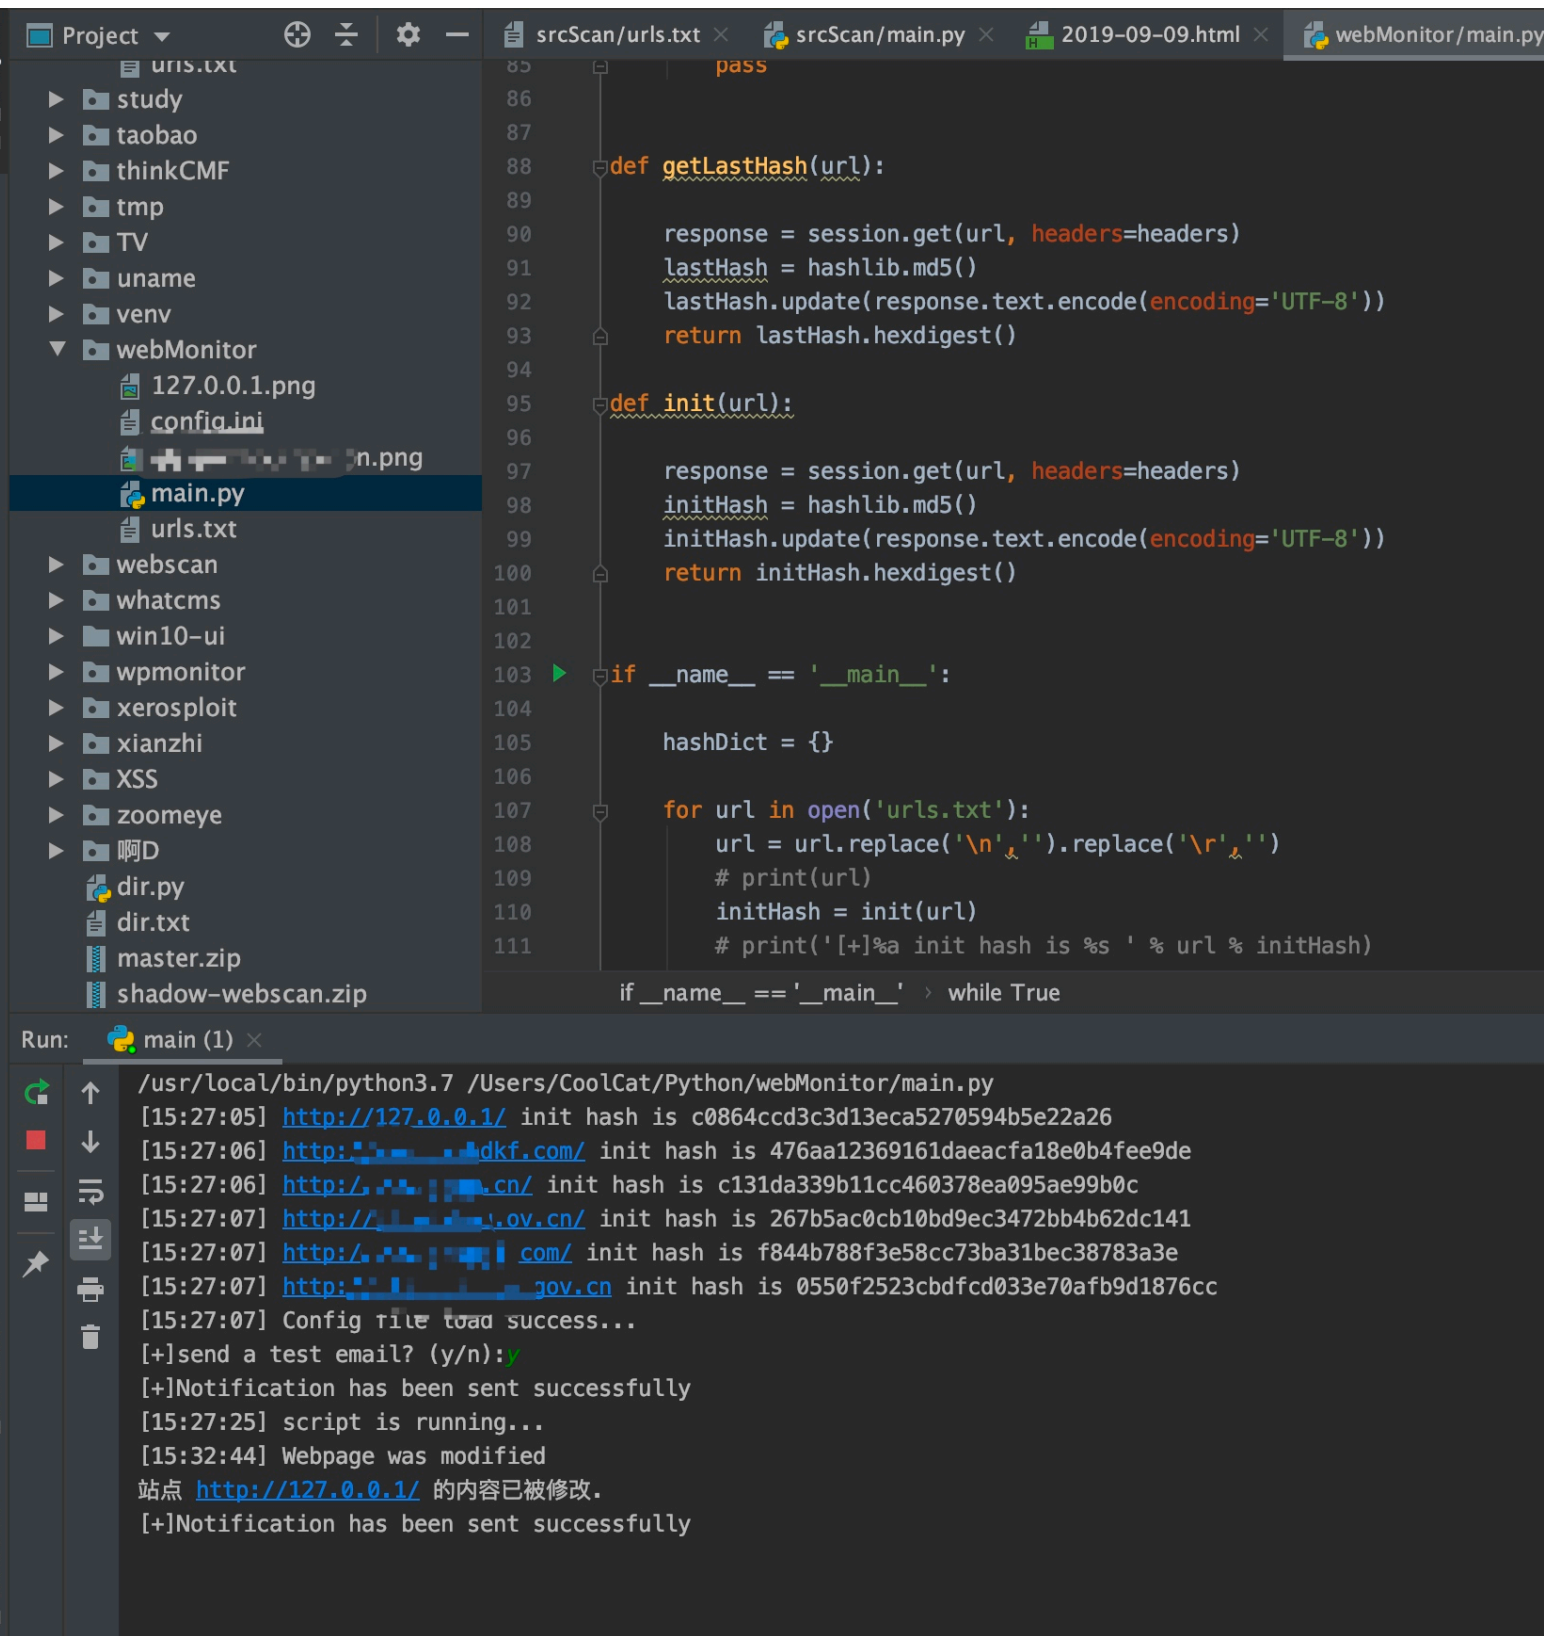 Project
srcScan/urls.txt
srcScan/main.py
2019-09-09.html
webMonitor/main.py
urls.txt
study
taobao
thinkCMF
tmp
TV
uname
venv
webMonitor
127.0.0.1.png
config.ini
n.png
main.py
urls.txt
webscan
whatcms
win10-ui
wpmonitor
xerosploit
xianzhi
XSS
zoomeye
啊D
dir.py
dir.txt
master.zip
shadow-webscan.zip
85 pass
86
87
88 def getLastHash(url):
89
90 response = session.get(url, headers=headers)
91 lastHash = hashlib.md5()
92 lastHash.update(response.text.encode(encoding='UTF-8'))
93 return lastHash.hexdigest()
94
95 def init(url):
96
97 response = session.get(url, headers=headers)
98 initHash = hashlib.md5()
99 initHash.update(response.text.encode(encoding='UTF-8'))
100 return initHash.hexdigest()
101
102
103 if __name__ == '__main__':
104
105 hashDict = {}
106
107 for url in open('urls.txt'):
108 url = url.replace('\n','').replace('\r','')
109 # print(url)
110 initHash = init(url)
111 # print('[+]%a init hash is %s ' % url % initHash)
if __name__ == '__main__' › while True
Run: main (1)
/usr/local/bin/python3.7 /Users/CoolCat/Python/webMonitor/main.py
[15:27:05] http://127.0.0.1/ init hash is c0864ccd3c3d13eca5270594b5e22a26
[15:27:06] http: dkf.com/ init hash is 476aa12369161daeacfa18e0b4fee9de
[15:27:06] http:/ .cn/ init hash is c131da339b11cc460378ea095ae99b0c
[15:27:07] http:// .ov.cn/ init hash is 267b5ac0cb10bd9ec3472bb4b62dc141
[15:27:07] http:/ com/ init hash is f844b788f3e58cc73ba31bec38783a3e
[15:27:07] http: gov.cn init hash is 0550f2523cbdfcd033e70afb9d1876cc
[15:27:07] Config file load success...
[+]send a test email? (y/n):y
[+]Notification has been sent successfully
[15:27:25] script is running...
[15:32:44] Webpage was modified
站点 http://127.0.0.1/ 的内容已被修改.
[+]Notification has been sent successfully